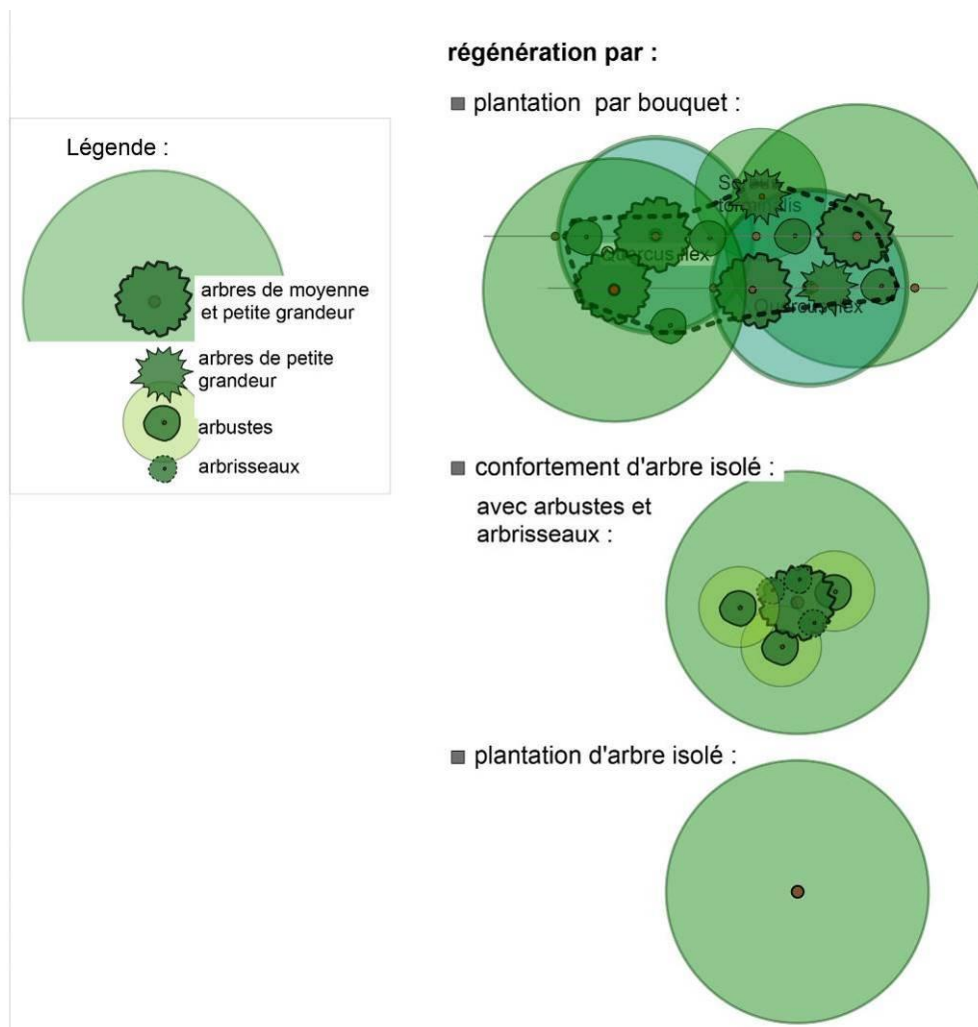 régénération par :
plantation par bouquet :
Légende :
torminalis
Quercus ilex
Quercus ilex
arbres de moyenne
et petite grandeur
arbres de petite
grandeur
arbustes
arbrisseaux
confortement d'arbre isolé :
avec arbustes et
arbrisseaux :
plantation d'arbre isolé :